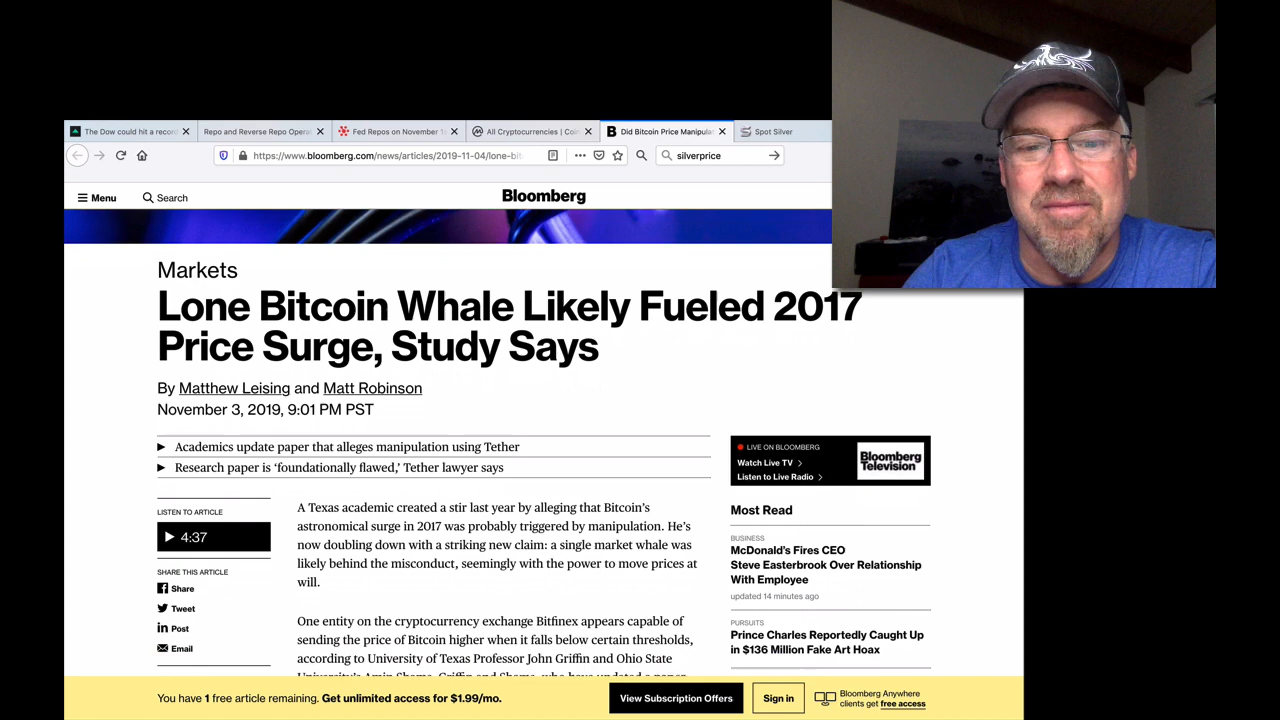 The Dow could hit a recor
Repo and Reverse Repo Opera
Fed Repos on November 1
All Cryptocurrencies | Coi
Did Bitcoin Price Manipula
Spot Silver
https://www.bloomberg.com/news/articles/2019-11-04/lone-bit
silverprice
Menu
Search
Bloomberg
Markets
Lone Bitcoin Whale Likely Fueled 2017
Price Surge, Study Says
By Matthew Leising and Matt Robinson
November 3, 2019, 9:01 PM PST
Academics update paper that alleges manipulation using Tether
Research paper is ‘foundationally flawed,’ Tether lawyer says
LISTEN TO ARTICLE
4:37
SHARE THIS ARTICLE
Share
Tweet
Post
Email
A Texas academic created a stir last year by alleging that Bitcoin’s
astronomical surge in 2017 was probably triggered by manipulation. He’s
now doubling down with a striking new claim: a single market whale was
likely behind the misconduct, seemingly with the power to move prices at
will.
One entity on the cryptocurrency exchange Bitfinex appears capable of
sending the price of Bitcoin higher when it falls below certain thresholds,
according to University of Texas Professor John Griffin and Ohio State
LIVE ON BLOOMBERG
Watch Live TV
Listen to Live Radio
Bloomberg
Television
Most Read
BUSINESS
McDonald’s Fires CEO
Steve Easterbrook Over Relationship
With Employee
updated 14 minutes ago
PURSUITS
Prince Charles Reportedly Caught Up
in $136 Million Fake Art Hoax
You have 1 free article remaining. Get unlimited access for $1.99/mo.
View Subscription Offers
Sign in
Bloomberg Anywhere
clients get free access